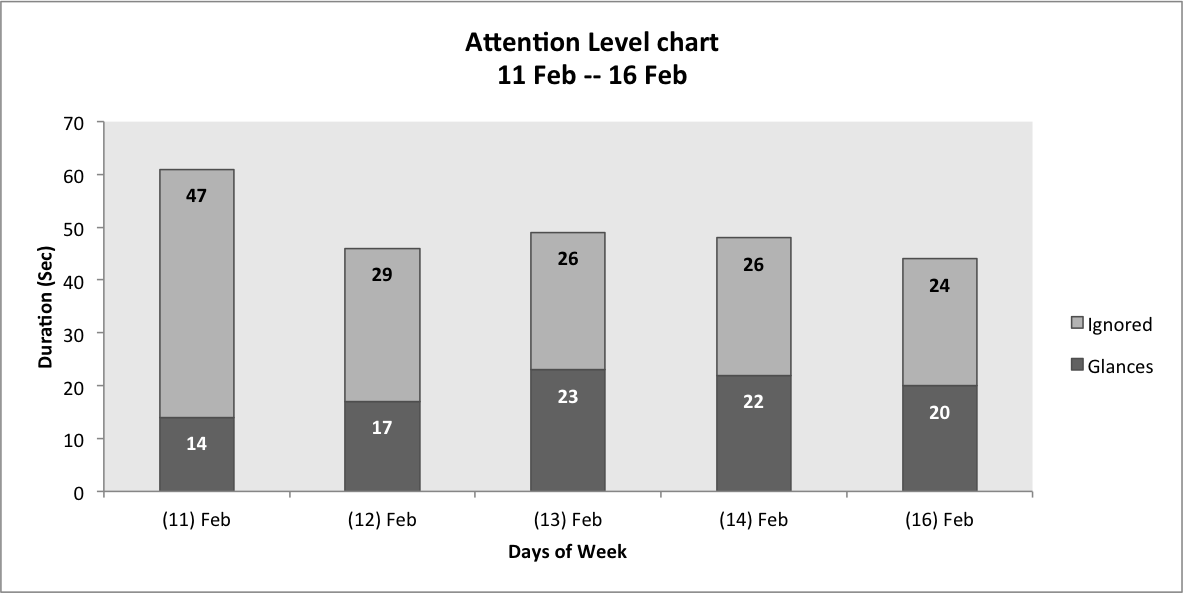 Attention Level chart
11 Feb -- 16 Feb
70
60
50
40
30
20
10
0
Duration (Sec)
47
29
26
26
24
14
17
23
22
20
(11) Feb
(12) Feb
(13) Feb
(14) Feb
(16) Feb
Days of Week
Ignored
Glances